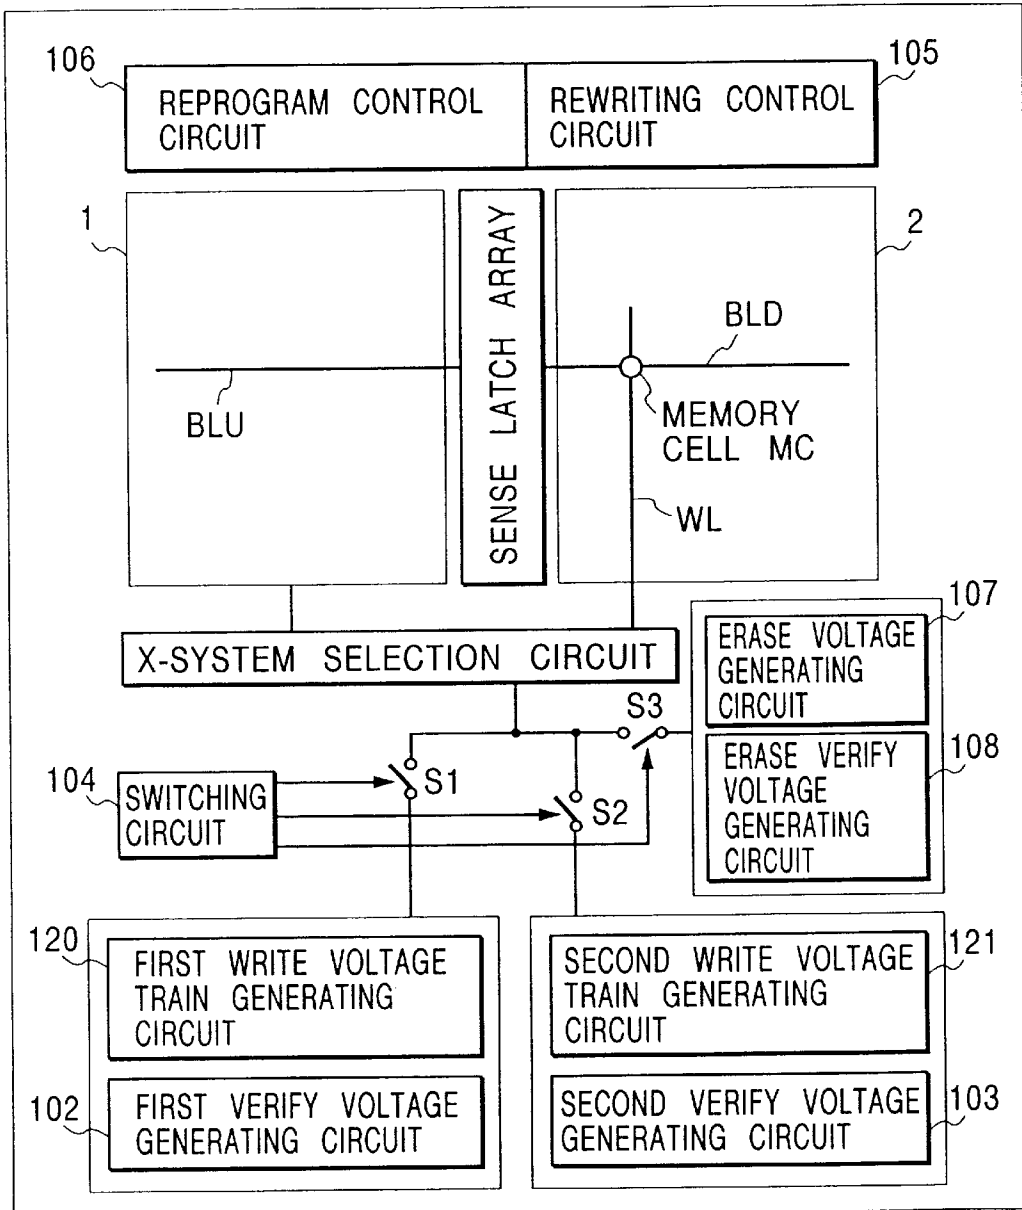 106
105
REPROGRAM CONTROL
CIRCUIT
REWRITING CONTROL
CIRCUIT
1
2
SENSE LATCH ARRAY
BLU
BLD
MEMORY
CELL MC
WL
X-SYSTEM SELECTION CIRCUIT
107
ERASE VOLTAGE
GENERATING
CIRCUIT
108
ERASE VERIFY
VOLTAGE
GENERATING
CIRCUIT
S3
104
SWITCHING
CIRCUIT
S1
S2
120
FIRST WRITE VOLTAGE
TRAIN GENERATING
CIRCUIT
102
FIRST VERIFY VOLTAGE
GENERATING CIRCUIT
121
SECOND WRITE VOLTAGE
TRAIN GENERATING
CIRCUIT
103
SECOND VERIFY VOLTAGE
GENERATING CIRCUIT